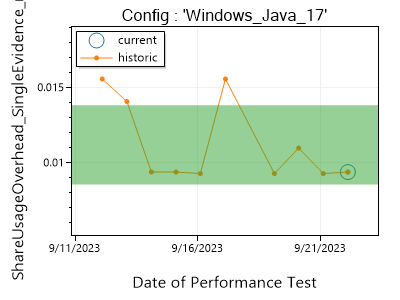 Config : 'Windows_Java_17'
current
historic
ShareUsageOverhead_SingleEvidence_
0.015
0.01
9/11/2023
9/16/2023
9/21/2023
Date of Performance Test